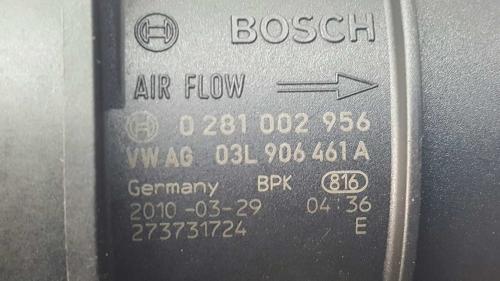 BOSCH
AIR FLOW
0 281 002 956
VW AG 03L 906 461 A
Germany BPK 816
2010-03-29 04:36
273731724 E